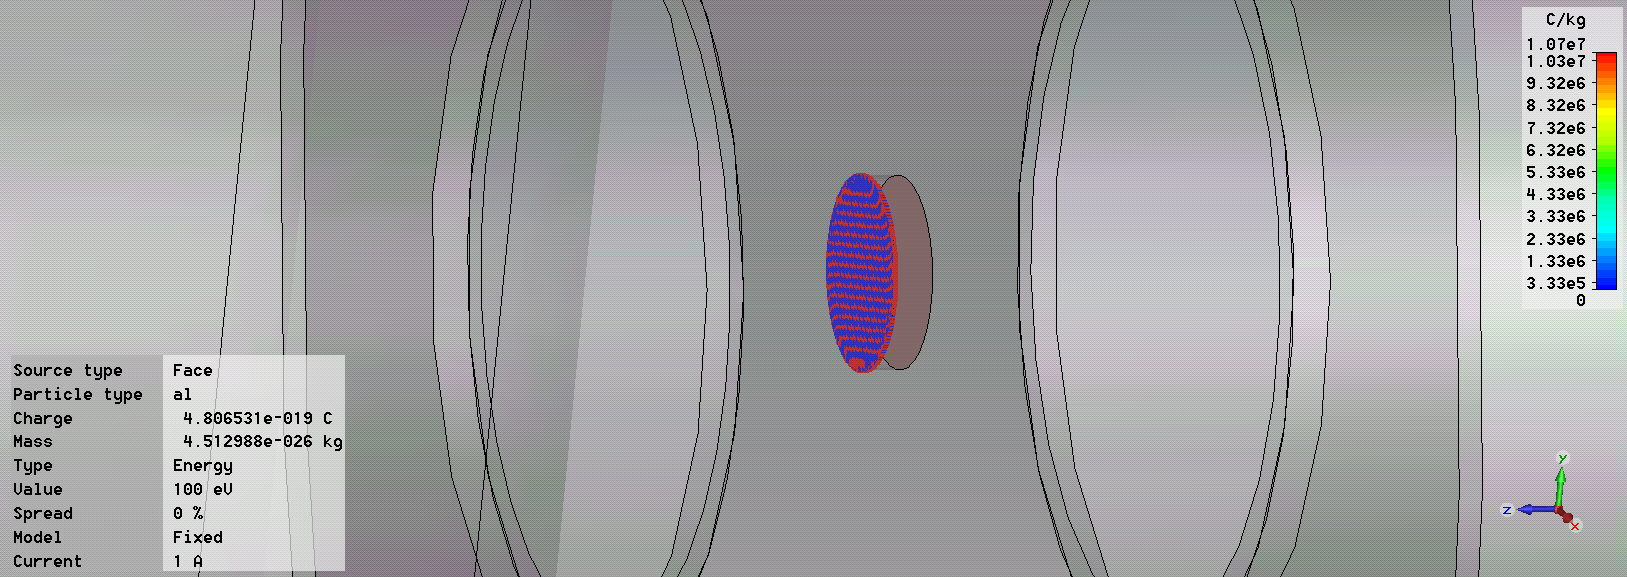 C/kg
1.07e7
1.03e7
9.32e6
8.32e6
7.32e6
6.32e6
5.33e6
4.33e6
3.33e6
2.33e6
1.33e6
3.33e5
0
Source type Face
Particle type al
Charge 4.806531e-019 C
Mass 4.512988e-026 kg
Type Energy
Value 100 eV
Spread 0 %
Model Fixed
Current 1 A
y
z
x